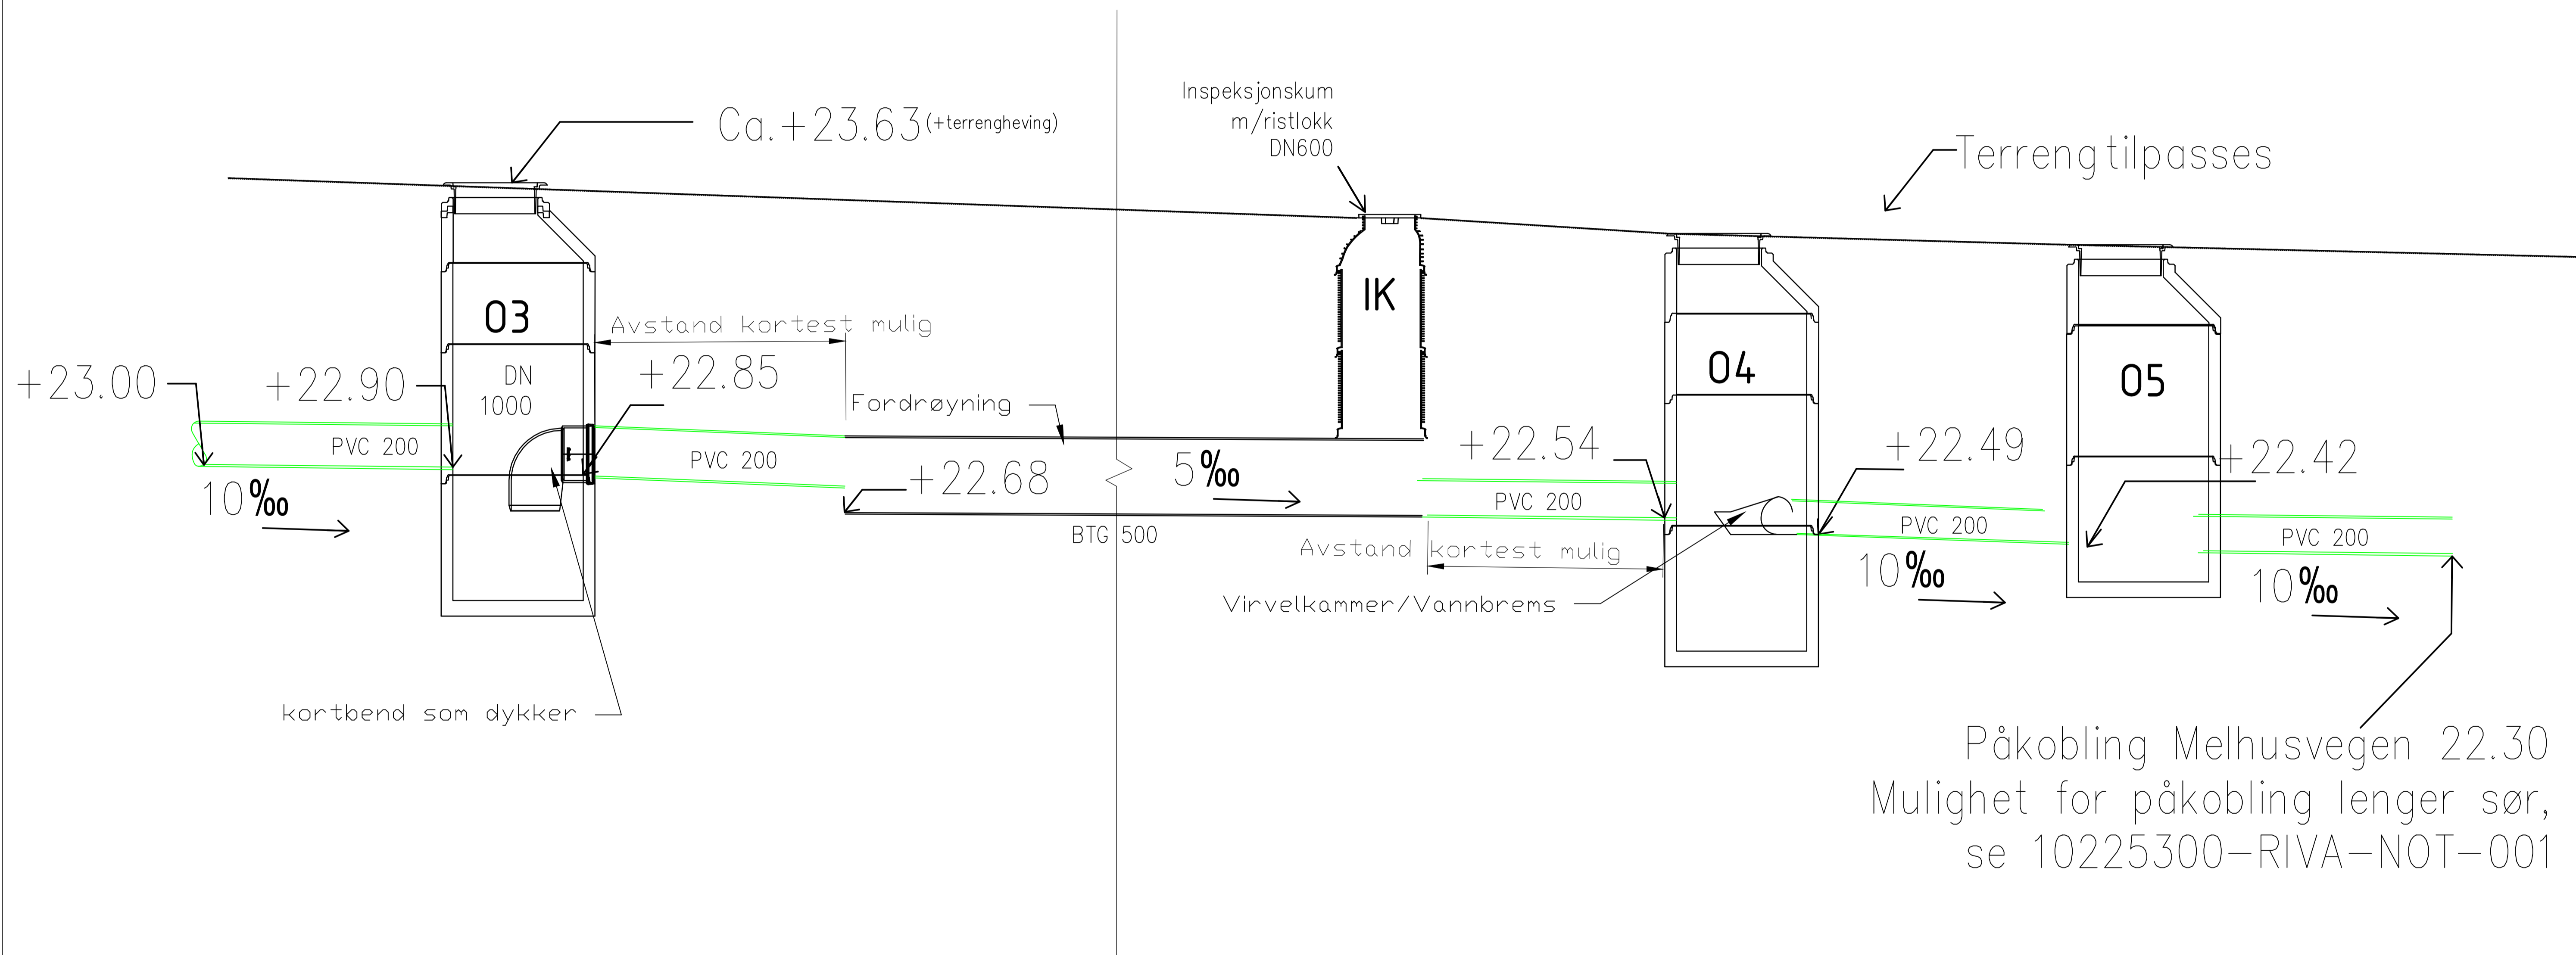 Inspeksjonskum
m/ristlokk
DN600
Ca.+23.63(+terrengheving)
Terreng tilpasses
O3
IK
Avstand kortest mulig
+23.00
+22.90
DN
1000
+22.85
O4
O5
Fordrøyning
PVC 200
PVC 200
10‰
+22.68
5‰
+22.54
+22.49
+22.42
PVC 200
PVC 200
PVC 200
BTG 500
Avstand kortest mulig
10‰
10‰
Virvelkammer/Vannbrems
kortbend som dykker
Påkobling Melhusvegen 22.30
Mulighet for påkobling lenger sør,
se 10225300-RIVA-NOT-001